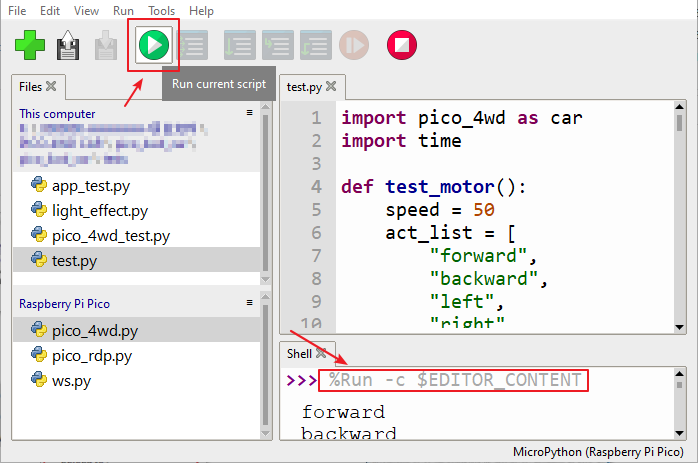 File Edit View Run Tools Help
Run current script
Files
This computer
app_test.py
light_effect.py
pico_4wd_test.py
test.py
Raspberry Pi Pico
pico_4wd.py
pico_rdp.py
ws.py
test.py
1 import pico_4wd as car
2 import time
3
4 def test_motor():
5 speed = 50
6 act_list = [
7 "forward",
8 "backward",
9 "left",
10 "right"
Shell
>>> %Run -c $EDITOR_CONTENT
forward
backward
MicroPython (Raspberry Pi Pico)